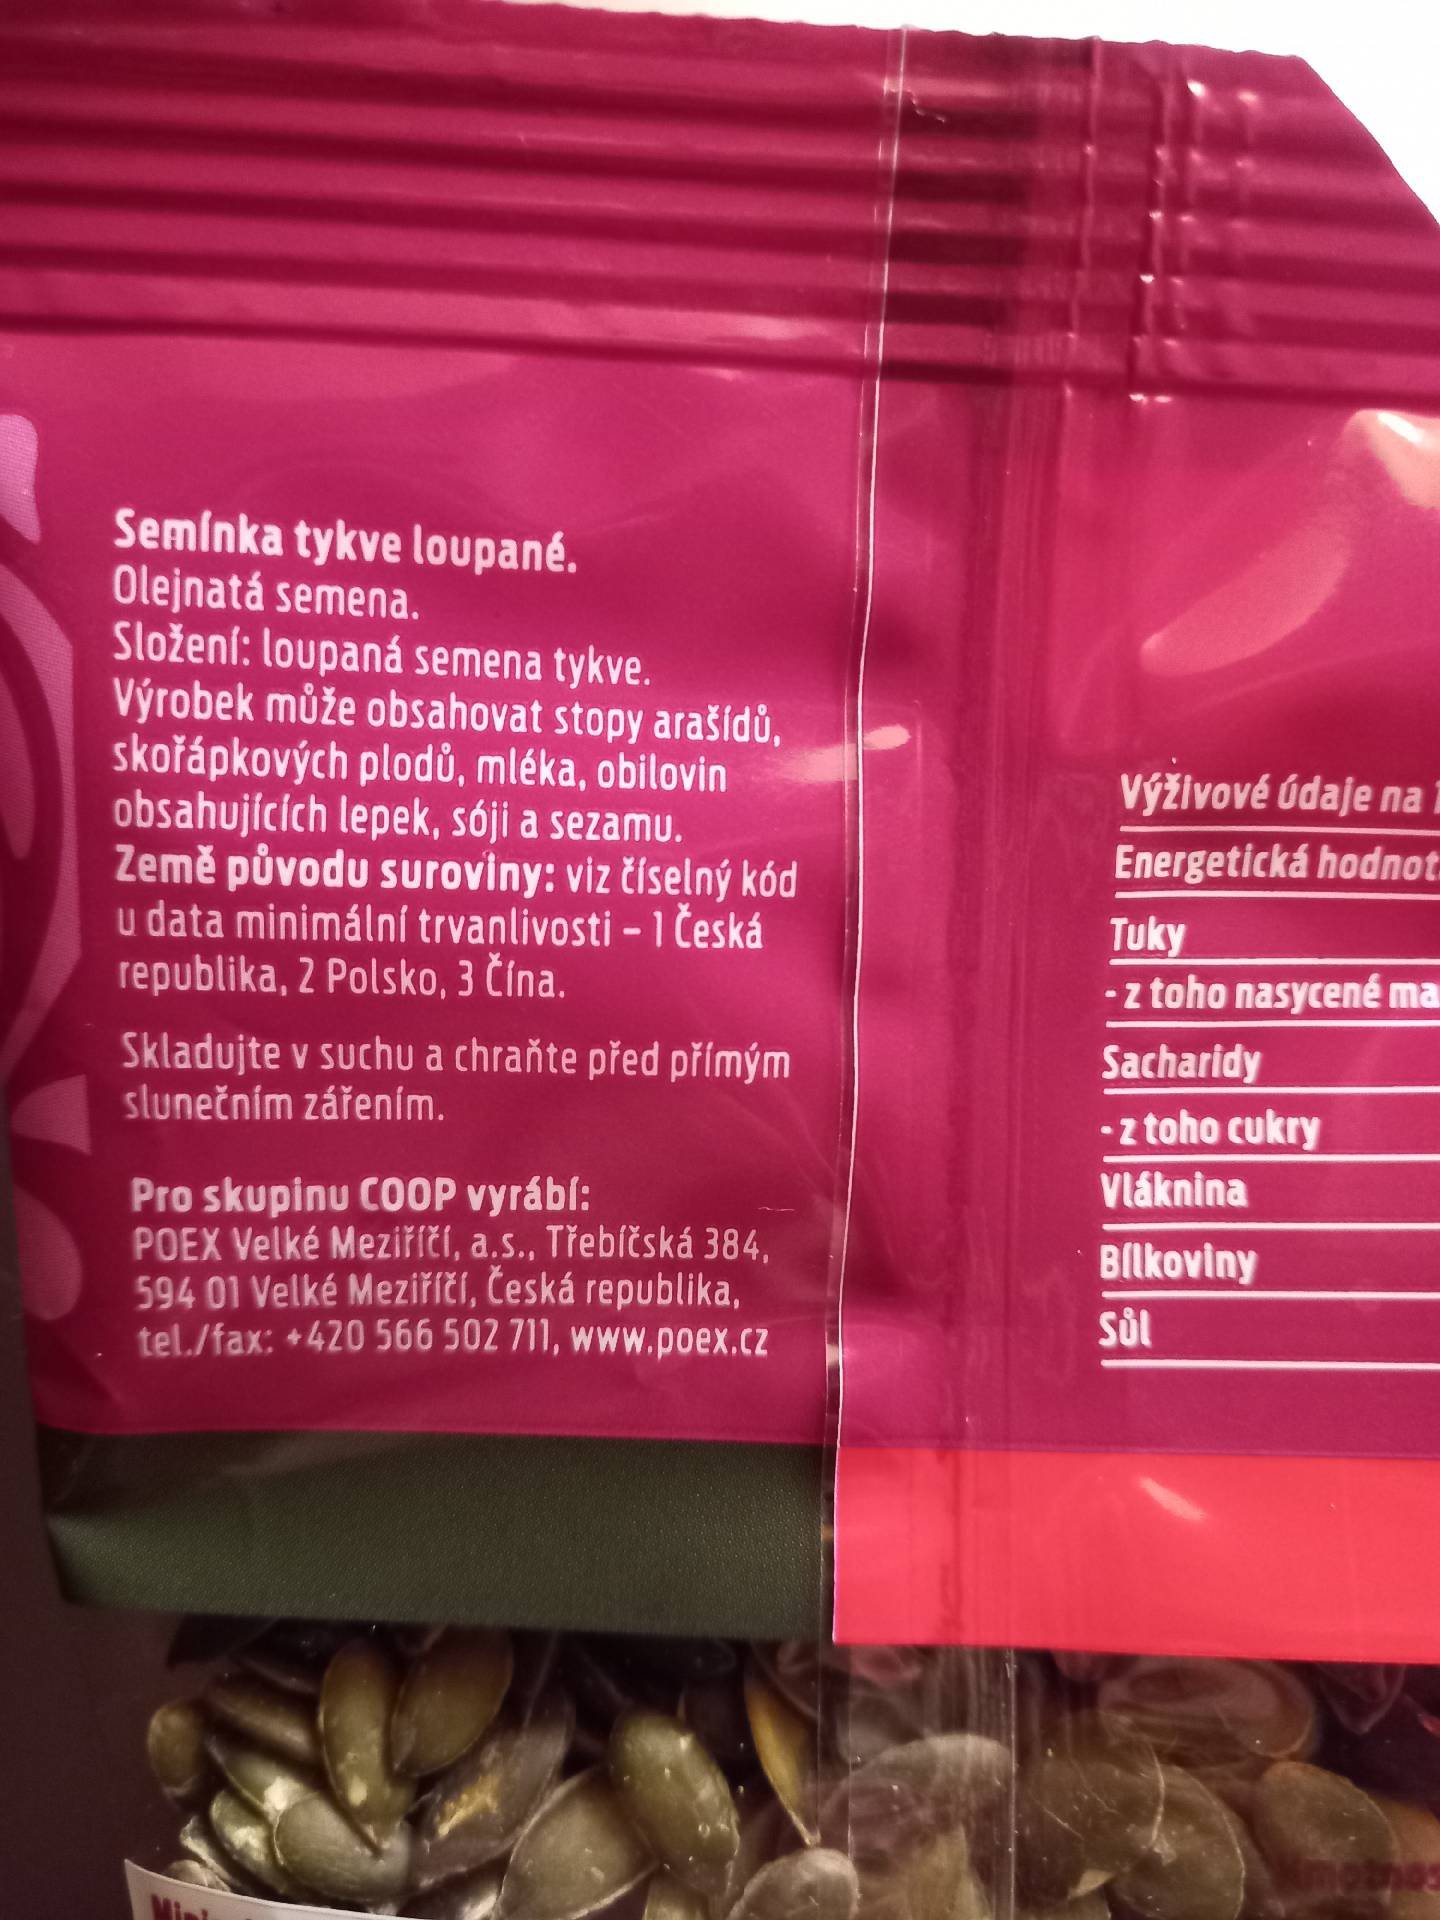 Semínka tykve loupané.
Olejnatá semena.
Složení: loupaná semena tykve.
Výrobek může obsahovat stopy arašídů,
skořápkových plodů, mléka, obilovin
obsahujících lepek, sóji a sezamu.
Země původu suroviny: viz číselný kód
u data minimální trvanlivosti – 1 Česká
republika, 2 Polsko, 3 Čína.
Skladujte v suchu a chraňte před přímým
slunečním zářením.
Pro skupinu COOP vyrábí:
POEX Velké Meziříčí, a.s., Třebíčská 384,
594 01 Velké Meziříčí, Česká republika,
tel./fax: +420 566 502 711, www.poex.cz
Výživové údaje na
Energetická
Tuky
- z toho nasycené
Sacharidy
- z toho cukry
Vláknina
Bílkoviny
Sůl